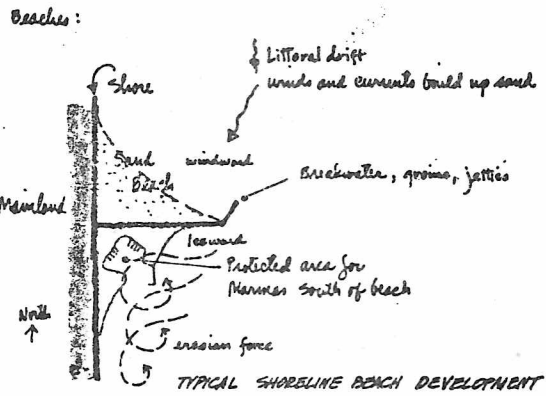 Beaches:
Littoral drift
winds and currents build up sand
Shore
Sand
Beach
windward
Breakwater, groins, jetties
Mainland
leeward
Protected area for
Marinas South of beach
North
erosion force
TYPICAL SHORELINE BEACH DEVELOPMENT